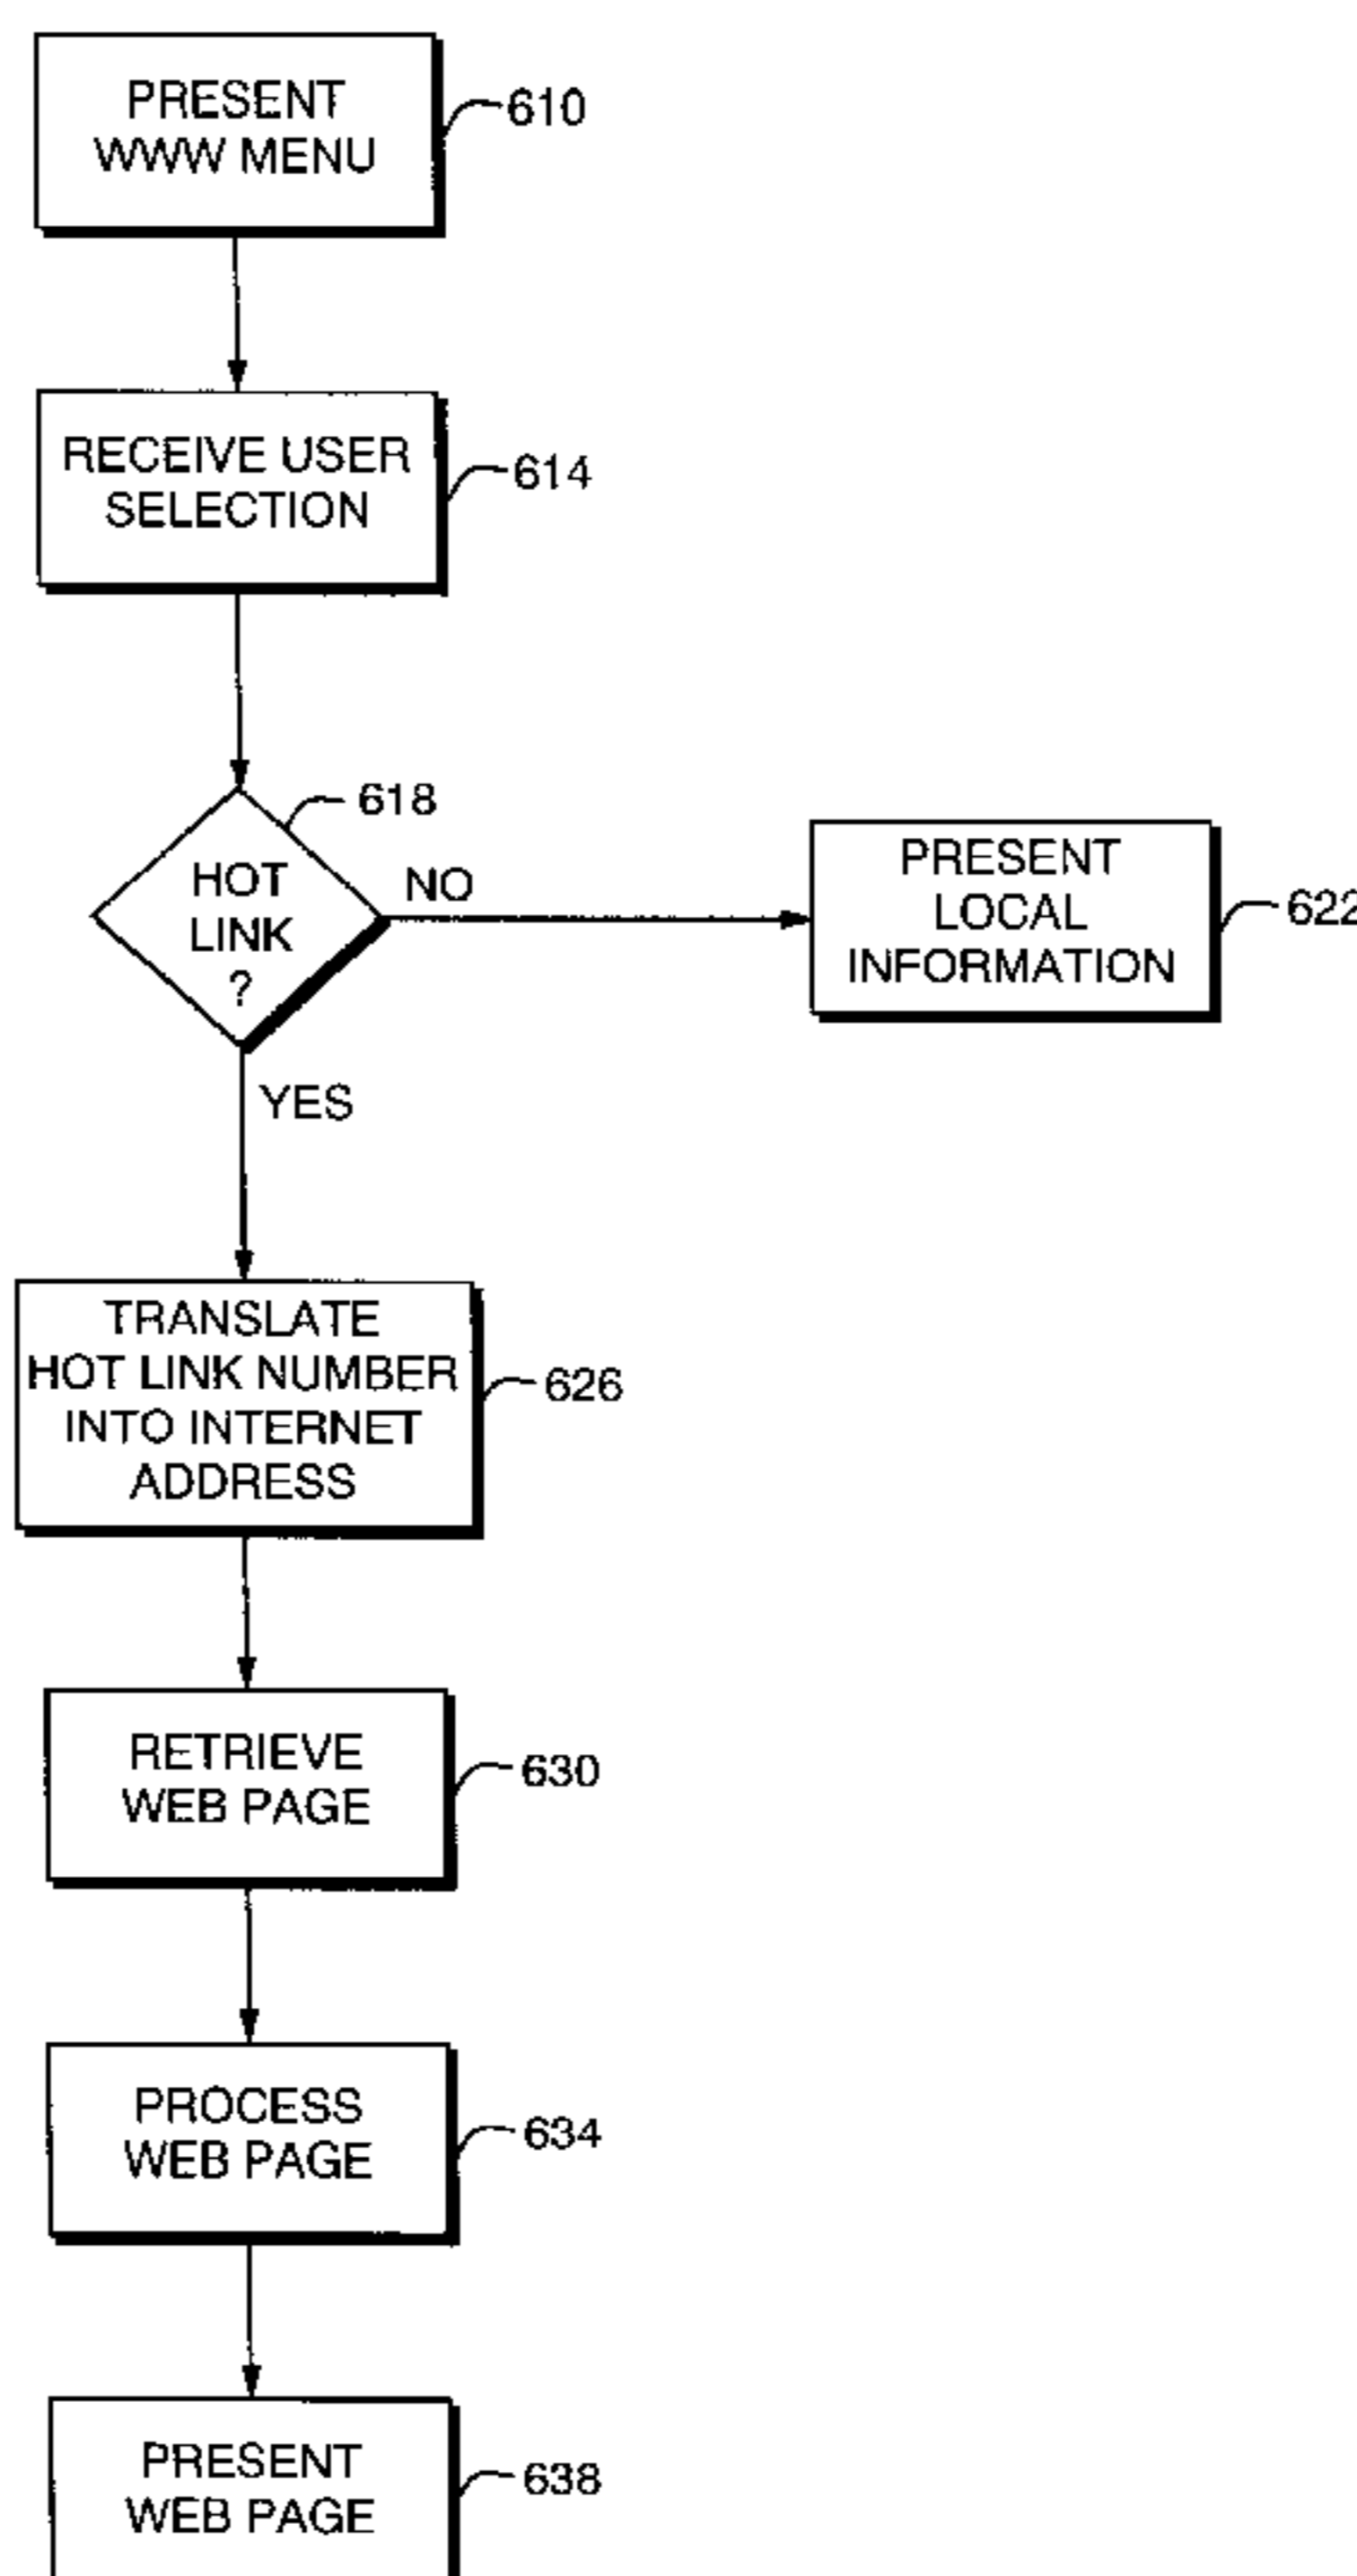 PRESENT
WWW MENU
610
RECEIVE USER
SELECTION
614
618
HOT
LINK
?
NO
PRESENT
LOCAL
INFORMATION
622
YES
TRANSLATE
HOT LINK NUMBER
INTO INTERNET
ADDRESS
626
RETRIEVE
WEB PAGE
630
PROCESS
WEB PAGE
634
PRESENT
WEB PAGE
638